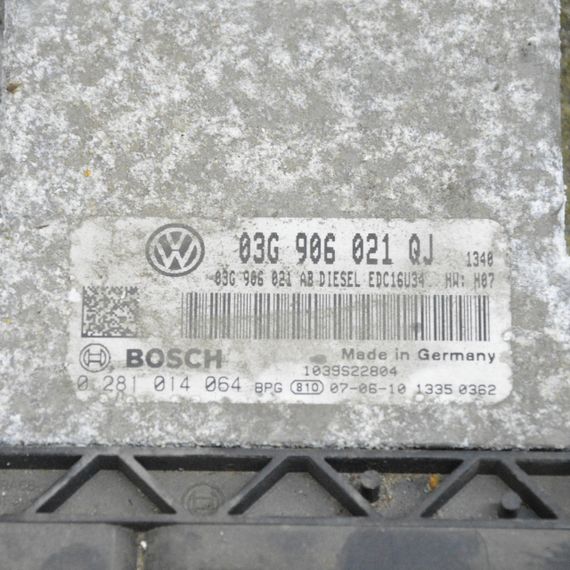 03G 906 021 QJ 1340
03G 906 021 AB DIESEL EDC16U34 HW: H07
BOSCH Made in Germany
1039S22804
0 281 014 064 BPG 810 07-06-10 1335 0362